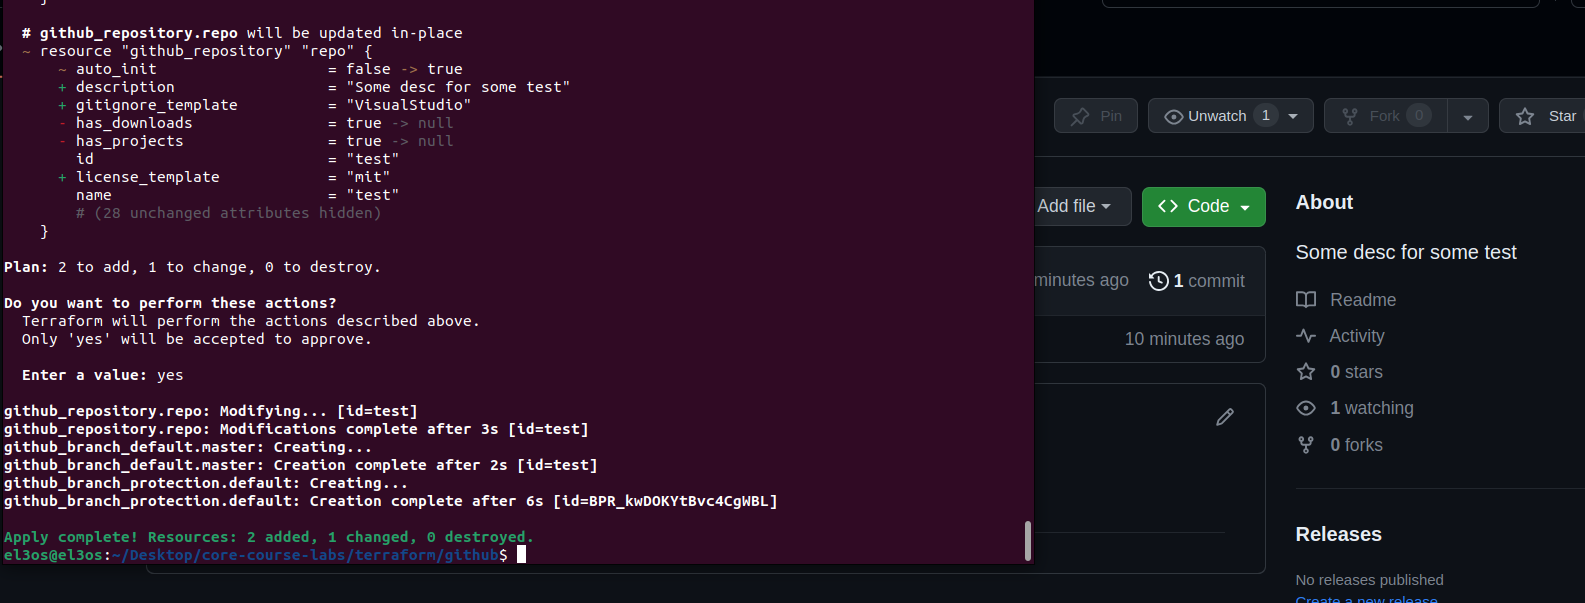 }
# github_repository.repo will be updated in-place
~ resource "github_repository" "repo" {
~ auto_init = false -> true
+ description = "Some desc for some test"
+ gitignore_template = "VisualStudio"
- has_downloads = true -> null
- has_projects = true -> null
id = "test"
+ license_template = "mit"
name = "test"
# (28 unchanged attributes hidden)
}
Plan: 2 to add, 1 to change, 0 to destroy.
Do you want to perform these actions?
Terraform will perform the actions described above.
Only 'yes' will be accepted to approve.
Enter a value: yes
github_repository.repo: Modifying... [id=test]
github_repository.repo: Modifications complete after 3s [id=test]
github_branch_default.master: Creating...
github_branch_default.master: Creation complete after 2s [id=test]
github_branch_protection.default: Creating...
github_branch_protection.default: Creation complete after 6s [id=BPR_kwDOKYtBvc4CgWBL]
Apply complete! Resources: 2 added, 1 changed, 0 destroyed.
el3os@el3os:~/Desktop/core-course-labs/terraform/github$
Pin
Unwatch 1
Fork 0
Star
Add file
Code
minutes ago 1 commit
10 minutes ago
About
Some desc for some test
Readme
Activity
0 stars
1 watching
0 forks
Releases
No releases published
Create a new release